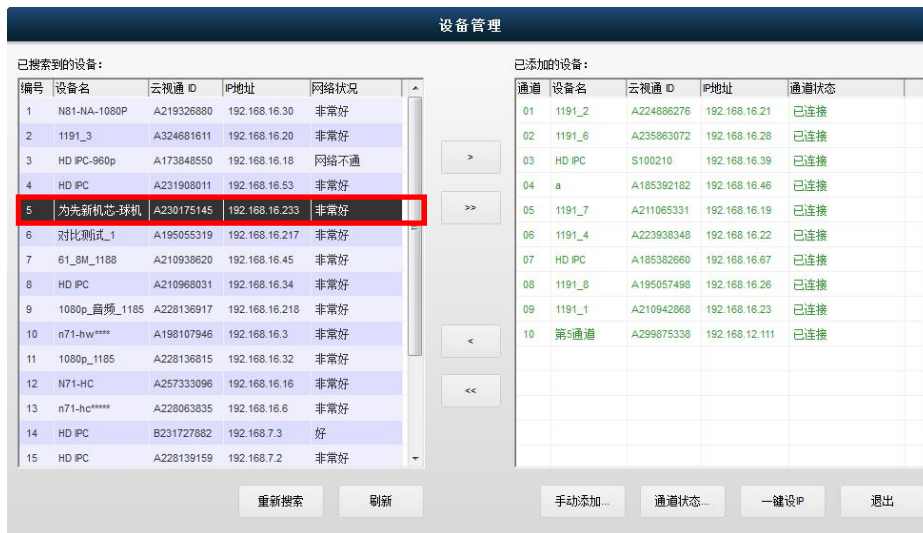 设备管理
已搜索到的设备： 已添加的设备：
编号 设备名 云视通 ID IP地址 网络状况 通道 设备名 云视通 ID IP地址 通道状态
1 N81-NA-1080P A219326880 192.168.16.30 非常好 01 1191_2 A224886276 192.168.16.21 已连接
2 1191_3 A324681611 192.168.16.20 非常好 02 1191_6 A235863072 192.168.16.28 已连接
3 HD IPC-960p A173848550 192.168.16.18 网络不通 > 03 HD IPC S100210 192.168.16.39 已连接
4 HD IPC A231908011 192.168.16.53 非常好 04 a A185392182 192.168.16.46 已连接
5 为先新机芯-球机 A230175145 192.168.16.233 非常好 >> 05 1191_7 A211065331 192.168.16.19 已连接
6 对比测试_1 A195055319 192.168.16.217 非常好 06 1191_4 A223938348 192.168.16.22 已连接
7 61_8M_1188 A210938620 192.168.16.45 非常好 07 HD IPC A185382660 192.168.16.67 已连接
8 HD IPC A210968031 192.168.16.34 非常好 08 1191_8 A195057498 192.168.16.26 已连接
9 1080p_音频_1185 A228136917 192.168.16.218 非常好 09 1191_1 A210942868 192.168.16.23 已连接
10 n71-hw**** A198107946 192.168.16.3 非常好 < 10 第5通道 A299875338 192.168.12.111 已连接
11 1080p_1185 A228136815 192.168.16.32 非常好
12 N71-HC A257333096 192.168.16.16 非常好 <<
13 n71-hc***** A228063835 192.168.16.6 非常好
14 HD IPC B231727882 192.168.7.3 好
15 HD IPC A228139159 192.168.7.2 非常好
重新搜索 刷新 手动添加... 通道状态... 一键设IP 退出